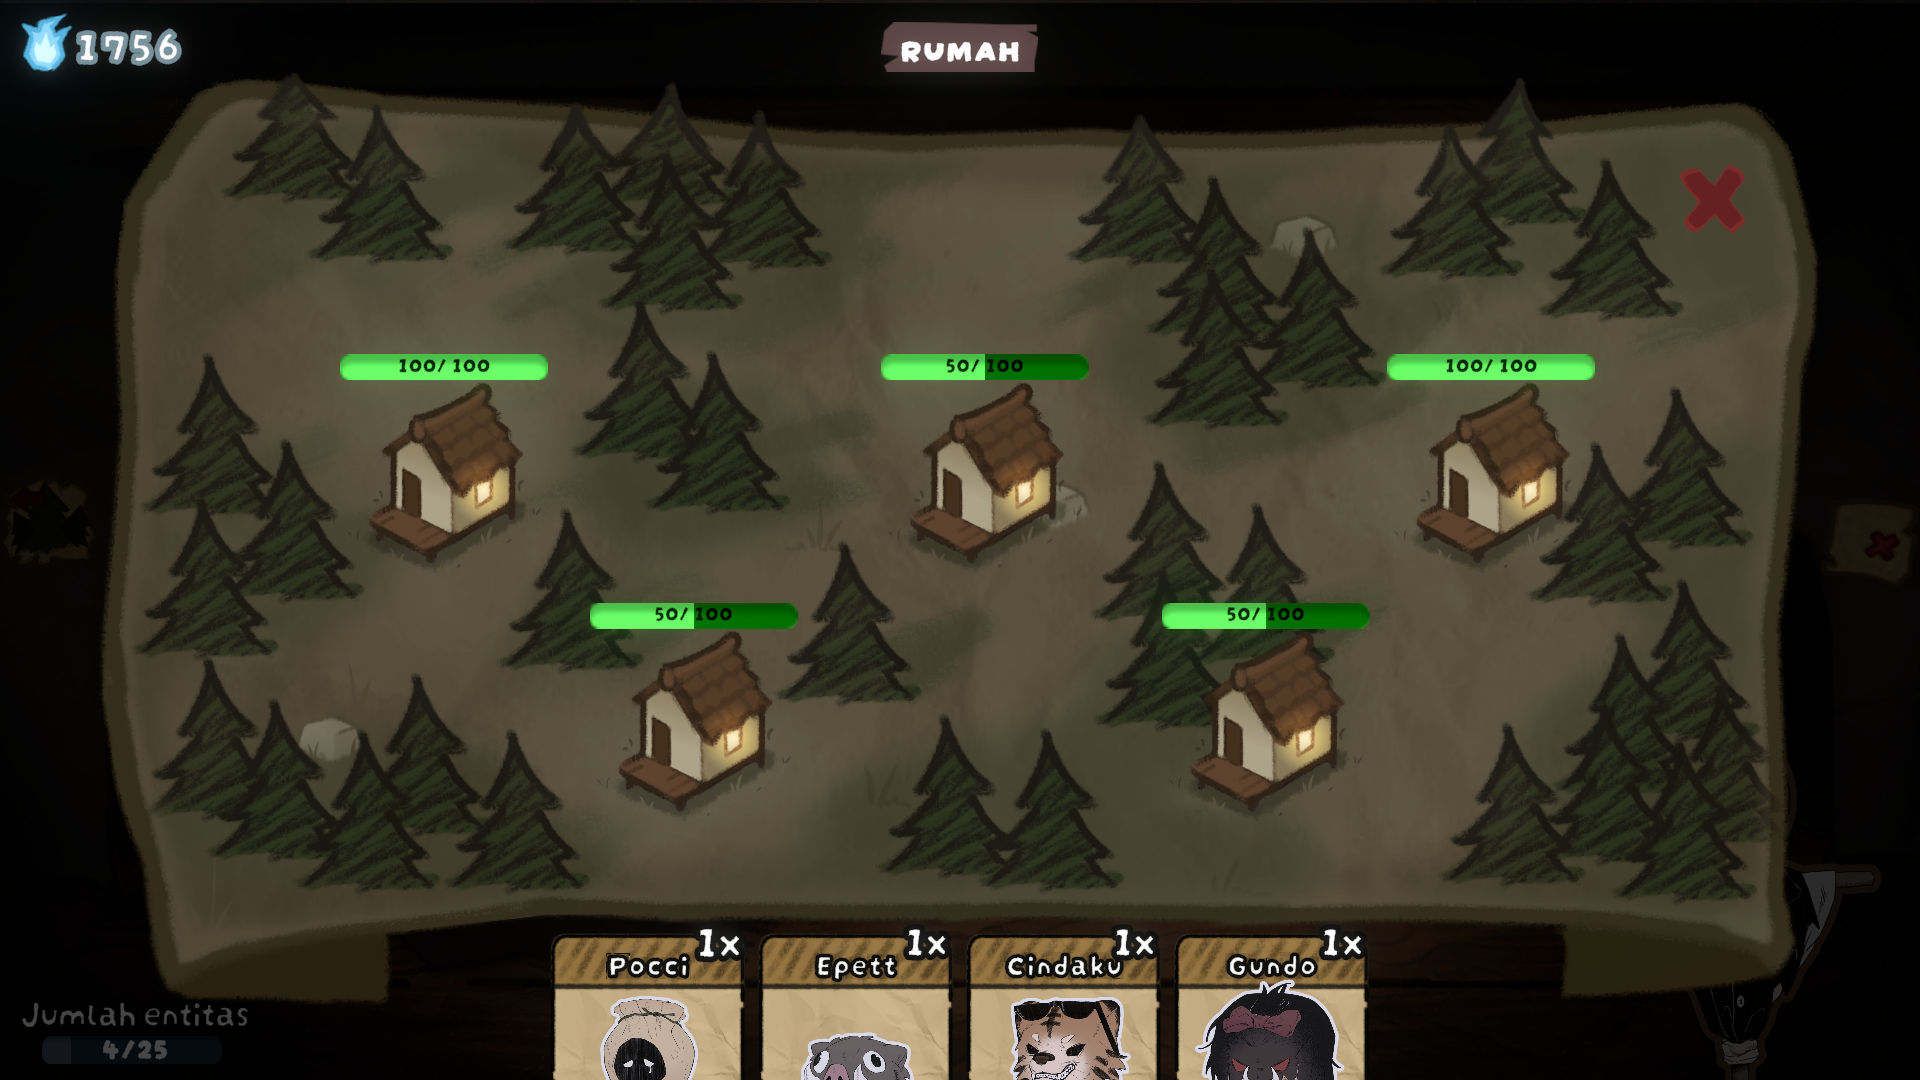 1756
RUMAH
100/ 100
50/ 100
100/ 100
50/ 100
50/ 100
1x
1x
1x
1x
Pocci
Epett
Cindaku
Gundo
Jumlah entitas
4/25